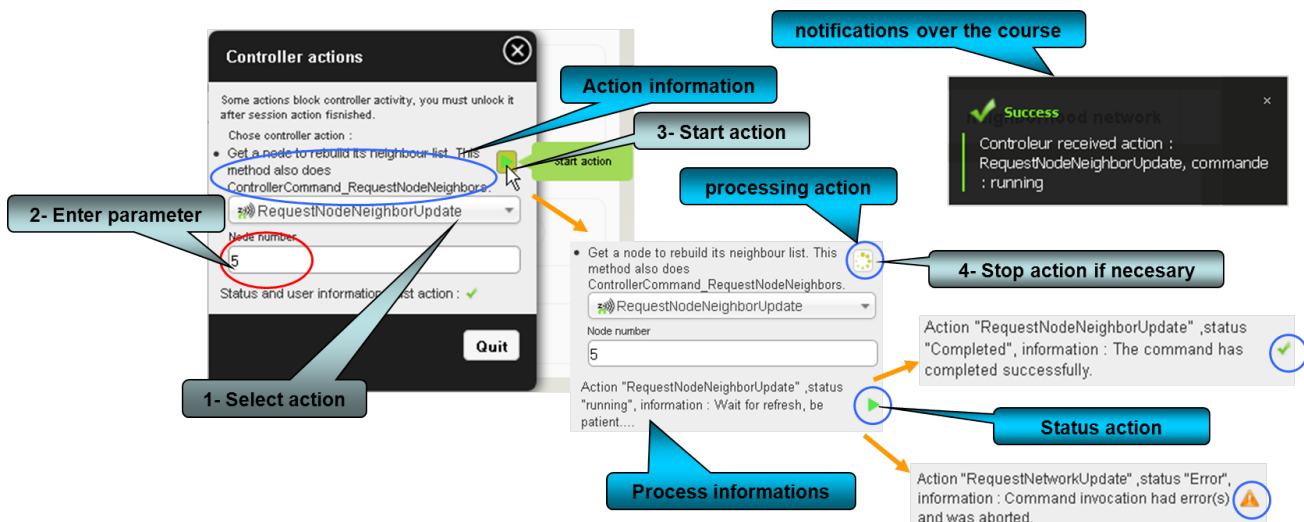 notifications over the course
Controller actions
Some actions block controller activity, you must unlock it
after session action fisnished.
Chose controller action :
Get a node to rebuild its neighbour list. This
method also does
ControllerCommand_RequestNodeNeighbors.
RequestNodeNeighborUpdate
Node number
5
Status and user information
ast action :
Quit
Action information
3- Start action
Start action
2- Enter parameter
1- Select action
Success
network
×
Controleur received action :
RequestNodeNeighborUpdate, commande
: running
processing action
4- Stop action if necesary
• Get a node to rebuild its neighbour list. This
method also does
ControllerCommand_RequestNodeNeighbors.
RequestNodeNeighborUpdate
Node number
5
Action "RequestNodeNeighborUpdate" ,status
"running", information : Wait for refresh, be
patient....
Process informations
Status action
Action "RequestNodeNeighborUpdate" ,status
"Completed", information : The command has
completed successfully.
Action "RequestNetworkUpdate" ,status "Error",
information : Command invocation had error(s)
and was aborted.